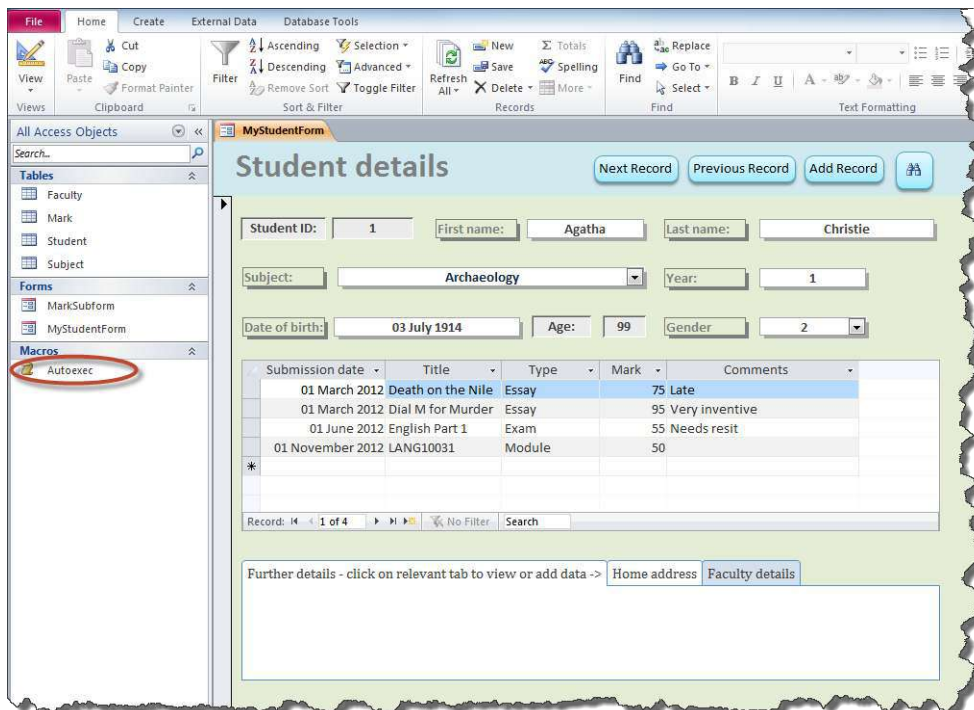 File Home Create External Data Database Tools
View
Views
Paste
Cut
Copy
Format Painter
Clipboard
Filter
Ascending
Descending
Remove Sort
Selection
Advanced
Toggle Filter
Sort & Filter
Refresh All
New
Save
Delete
Totals
Spelling
More
Records
Find
Replace
Go To
Select
Find
B I U A
Text Formatting
All Access Objects
Search...
Tables
Faculty
Mark
Student
Subject
Forms
MarkSubform
MyStudentForm
Macros
Autoexec
MyStudentForm
Student details Next Record Previous Record Add Record
Student ID: 1 First name: Agatha Last name: Christie
Subject: Archaeology Year: 1
Date of birth: 03 July 1914 Age: 99 Gender 2
Submission date Title Type Mark Comments
01 March 2012 Death on the Nile Essay 75 Late
01 March 2012 Dial M for Murder Essay 95 Very inventive
01 June 2012 English Part 1 Exam 55 Needs resit
01 November 2012 LANG10031 Module 50
Record: 1 of 4 No Filter Search
Further details - click on relevant tab to view or add data -> Home address Faculty details